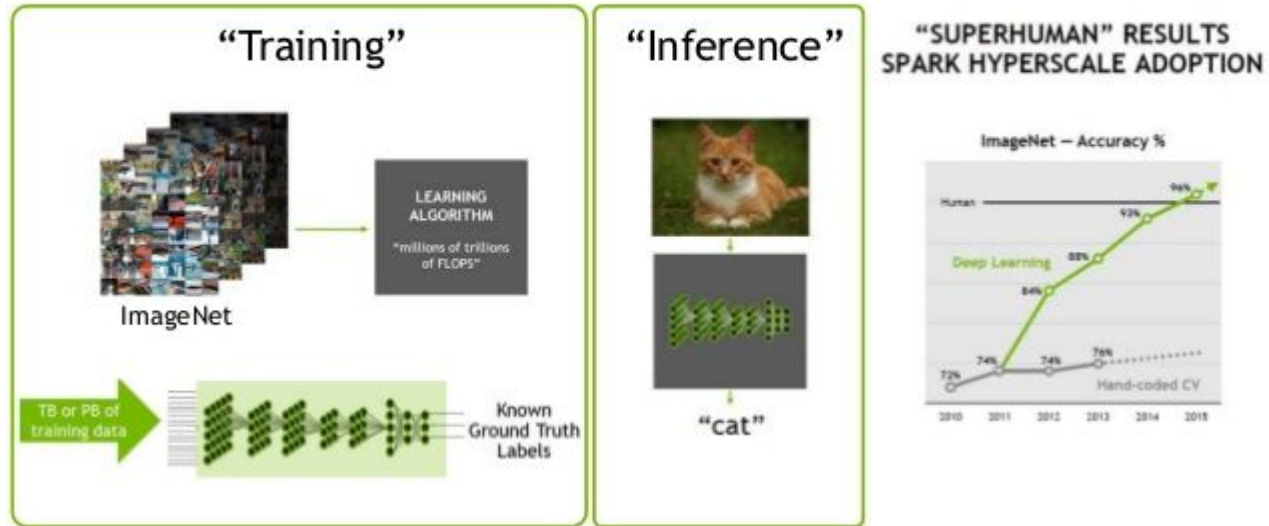 “Training”
ImageNet
LEARNING
ALGORITHM
“millions of trillions
of FLOPS”
TB or PB of
training data
Known
Ground Truth
Labels
“Inference”
“cat”
“SUPERHUMAN” RESULTS
SPARK HYPERSCALE ADOPTION
ImageNet — Accuracy %
96%
Human
93%
88%
Deep Learning
84%
74%
74%
76%
72%
Hand-coded CV
2010
2011
2012
2013
2014
2015